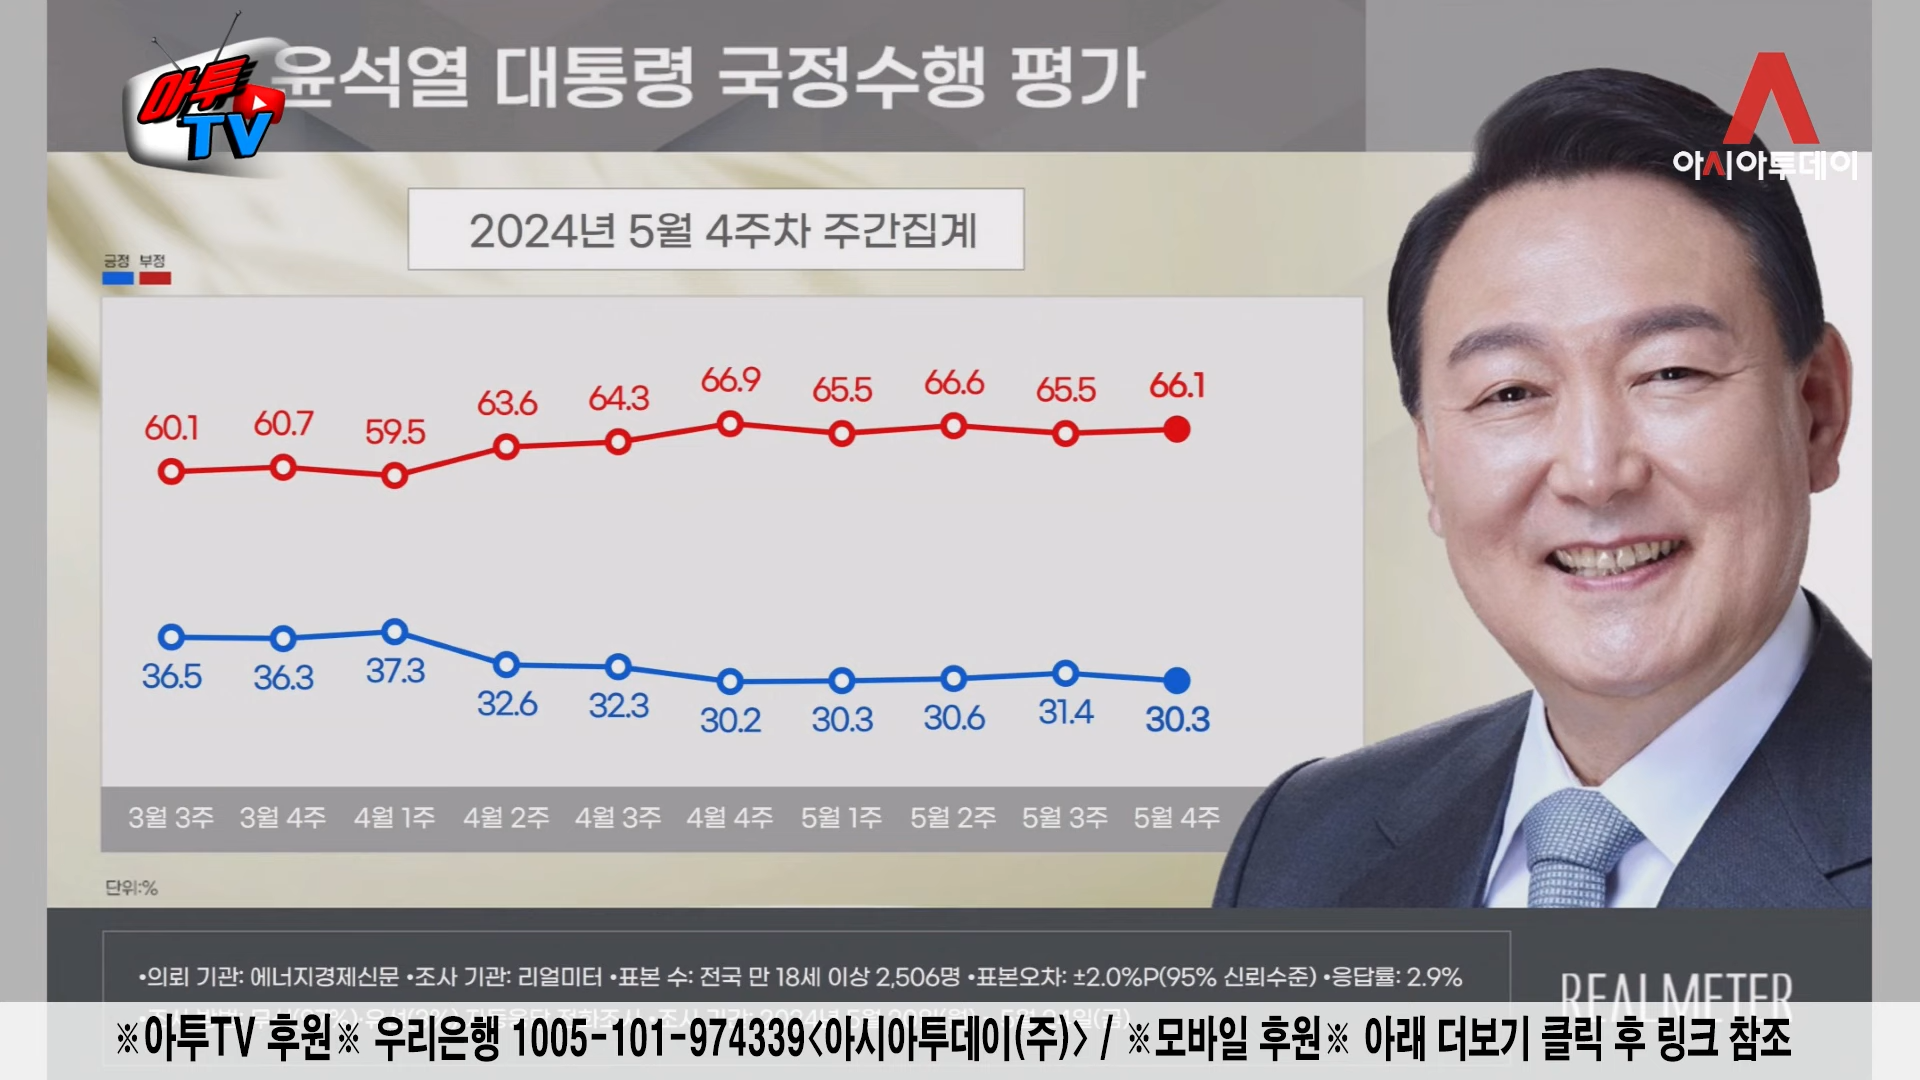 아투
TV
윤석열 대통령 국정수행 평가
아시아투데이
2024년 5월 4주차 주간집계
긍정 부정
60.1 60.7 59.5 63.6 64.3 66.9 65.5 66.6 65.5 66.1
36.5 36.3 37.3 32.6 32.3 30.2 30.3 30.6 31.4 30.3
3월 3주 3월 4주 4월 1주 4월 2주 4월 3주 4월 4주 5월 1주 5월 2주 5월 3주 5월 4주
단위:%
•의뢰 기관: 에너지경제신문 •조사 기관: 리얼미터 •표본 수: 전국 만 18세 이상 2,506명 •표본오차: ±2.0%P(95% 신뢰수준) •응답률: 2.9%
REALMETER
※아투TV 후원※ 우리은행 1005-101-974339<아시아투데이(주)> / ※모바일 후원※ 아래 더보기 클릭 후 링크 참조